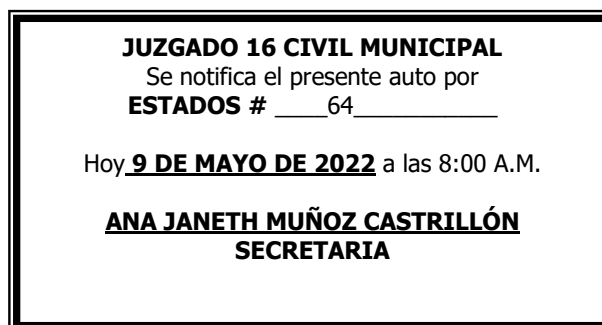 JUZGADO 16 CIVIL MUNICIPAL
Se notifica el presente auto por
ESTADOS # ____64___________
Hoy 9 DE MAYO DE 2022 a las 8:00 A.M.
ANA JANETH MUÑOZ CASTRILLÓN
SECRETARIA